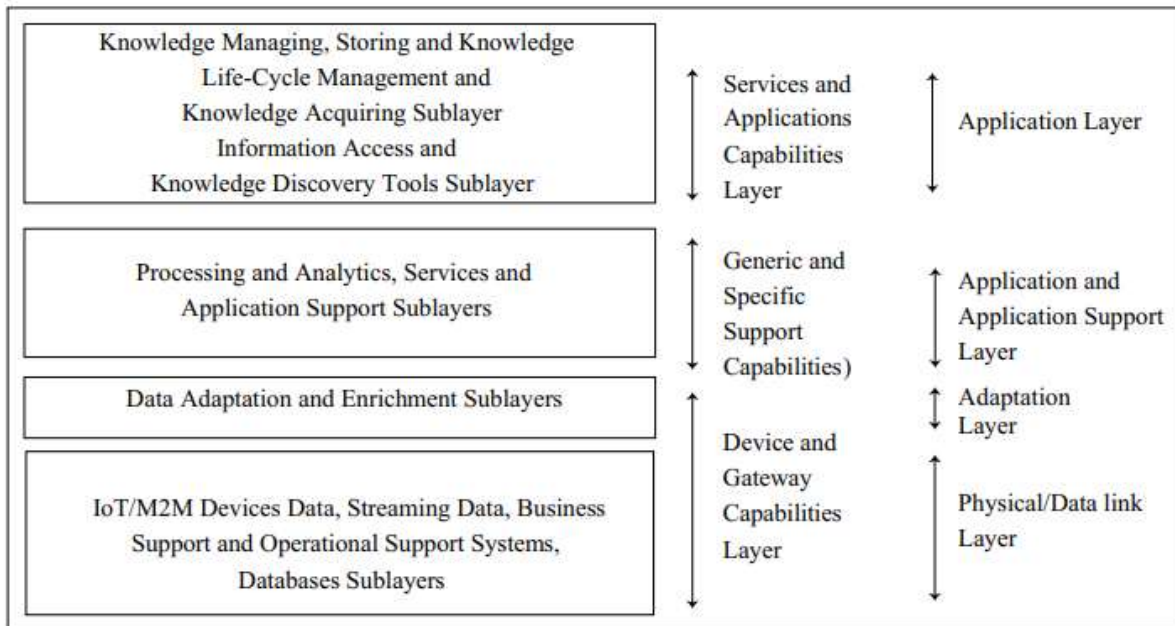 Knowledge Managing, Storing and Knowledge
Life-Cycle Management and
Knowledge Acquiring Sublayer
Information Access and
Knowledge Discovery Tools Sublayer
Services and
Applications
Capabilities
Layer
Application Layer
Processing and Analytics, Services and
Application Support Sublayers
Generic and
Specific
Support
Capabilities)
Application and
Application Support
Layer
Data Adaptation and Enrichment Sublayers
Adaptation
Layer
IoT/M2M Devices Data, Streaming Data, Business
Support and Operational Support Systems,
Databases Sublayers
Device and
Gateway
Capabilities
Layer
Physical/Data link
Layer